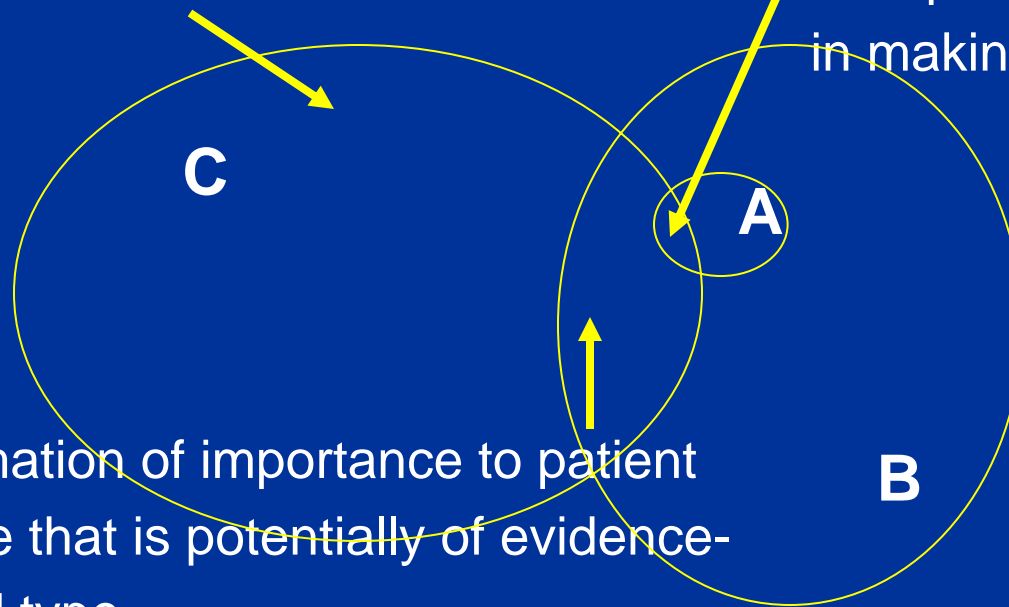 in makin
C
A
B
nation of importance to patient
e that is potentially of evidence-